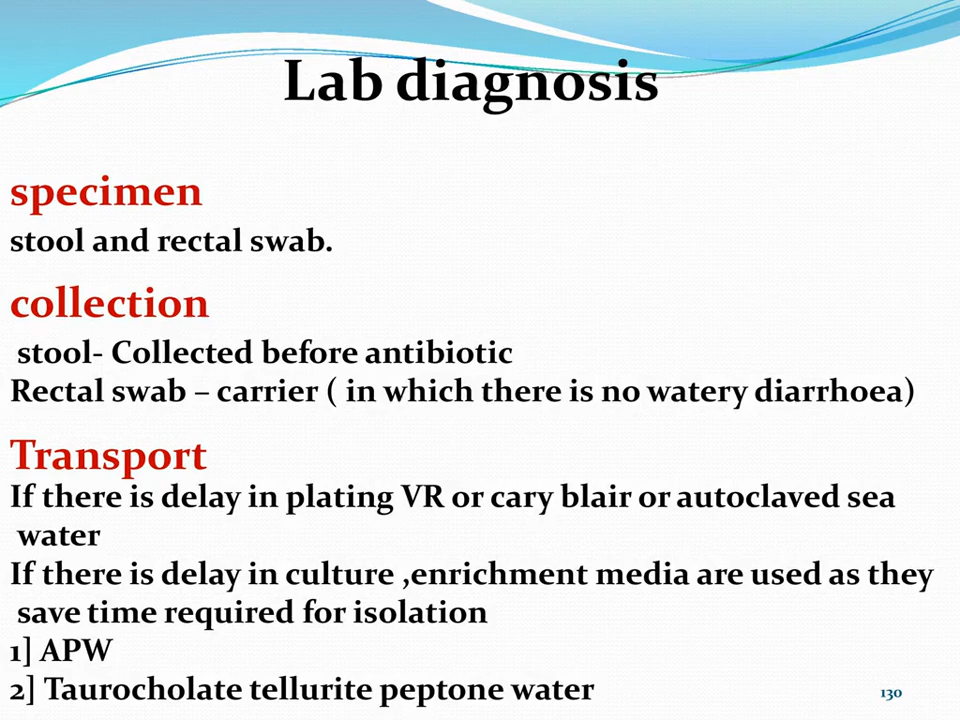 Lab diagnosis
specimen
stool and rectal swab.
collection
stool- Collected before antibiotic
Rectal swab – carrier ( in which there is no watery diarrhoea)
Transport
If there is delay in plating VR or cary blair or autoclaved sea
water
If there is delay in culture ,enrichment media are used as they
save time required for isolation
1] APW
2] Taurocholate tellurite peptone water
130